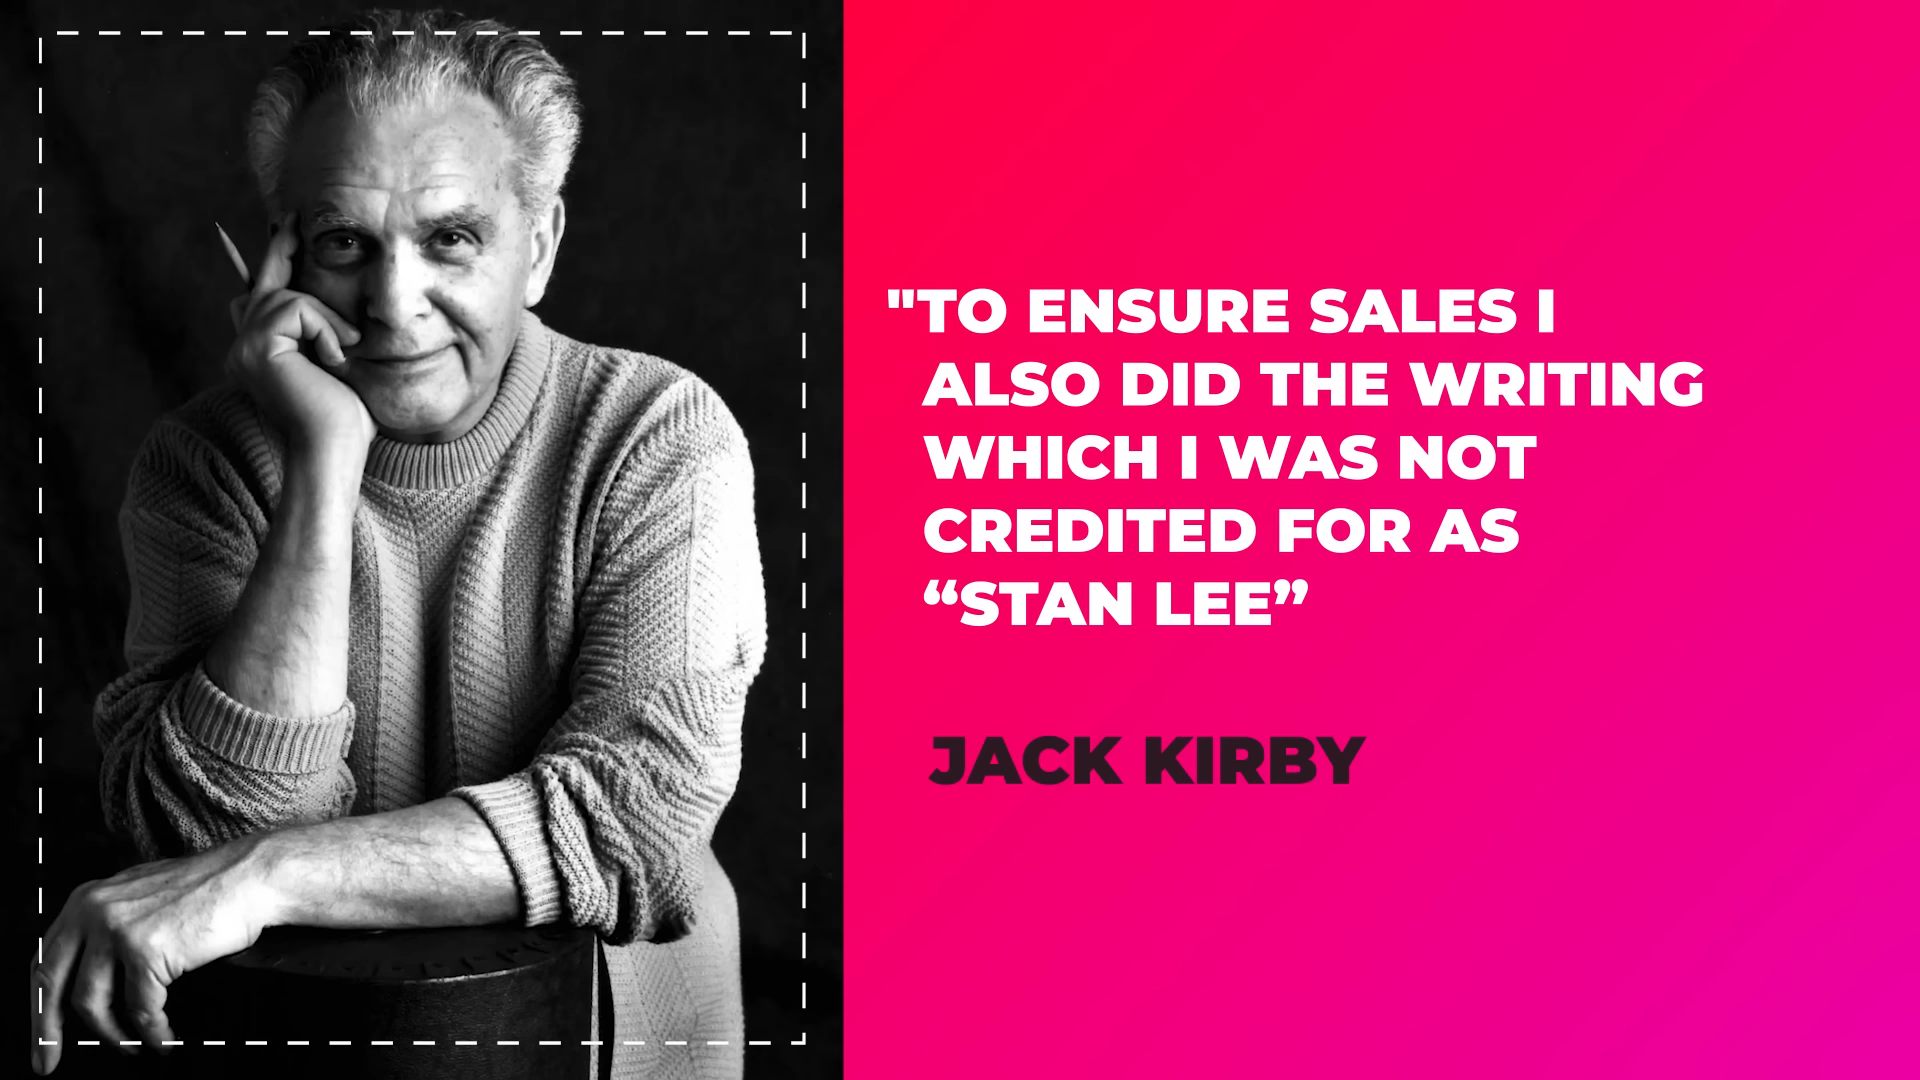 "TO ENSURE SALES I
ALSO DID THE WRITING
WHICH I WAS NOT
CREDITED FOR AS
“STAN LEE”
JACK KIRBY